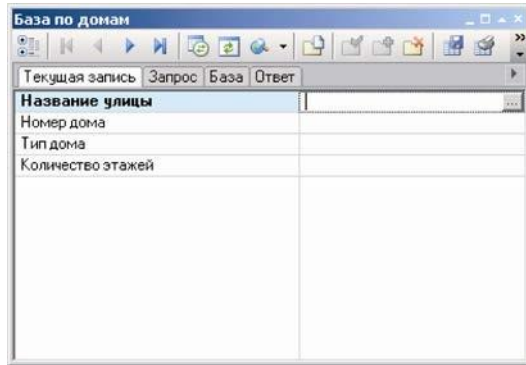 База по домам
Текущая запись Запрос База Ответ
Название улицы
Номер дома
Тип дома
Количество этажей